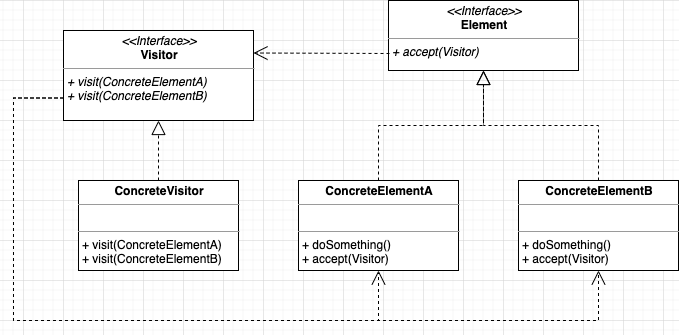 <<Interface>>
Visitor
+ visit(ConcreteElementA)
+ visit(ConcreteElementB)
<<Interface>>
Element
+ accept(Visitor)
ConcreteVisitor
+ visit(ConcreteElementA)
+ visit(ConcreteElementB)
ConcreteElementA
+ doSomething()
+ accept(Visitor)
ConcreteElementB
+ doSomething()
+ accept(Visitor)